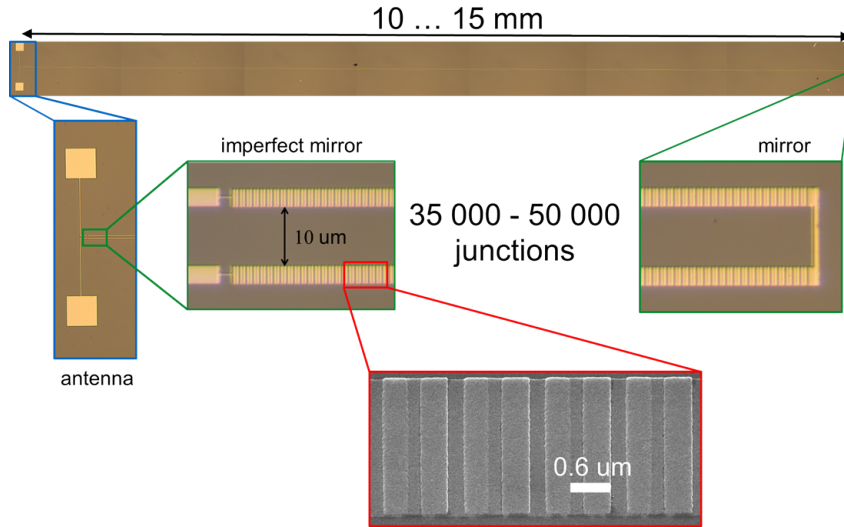 10 … 15 mm
imperfect mirror
mirror
10 um
35 000 - 50 000
junctions
antenna
0.6 um